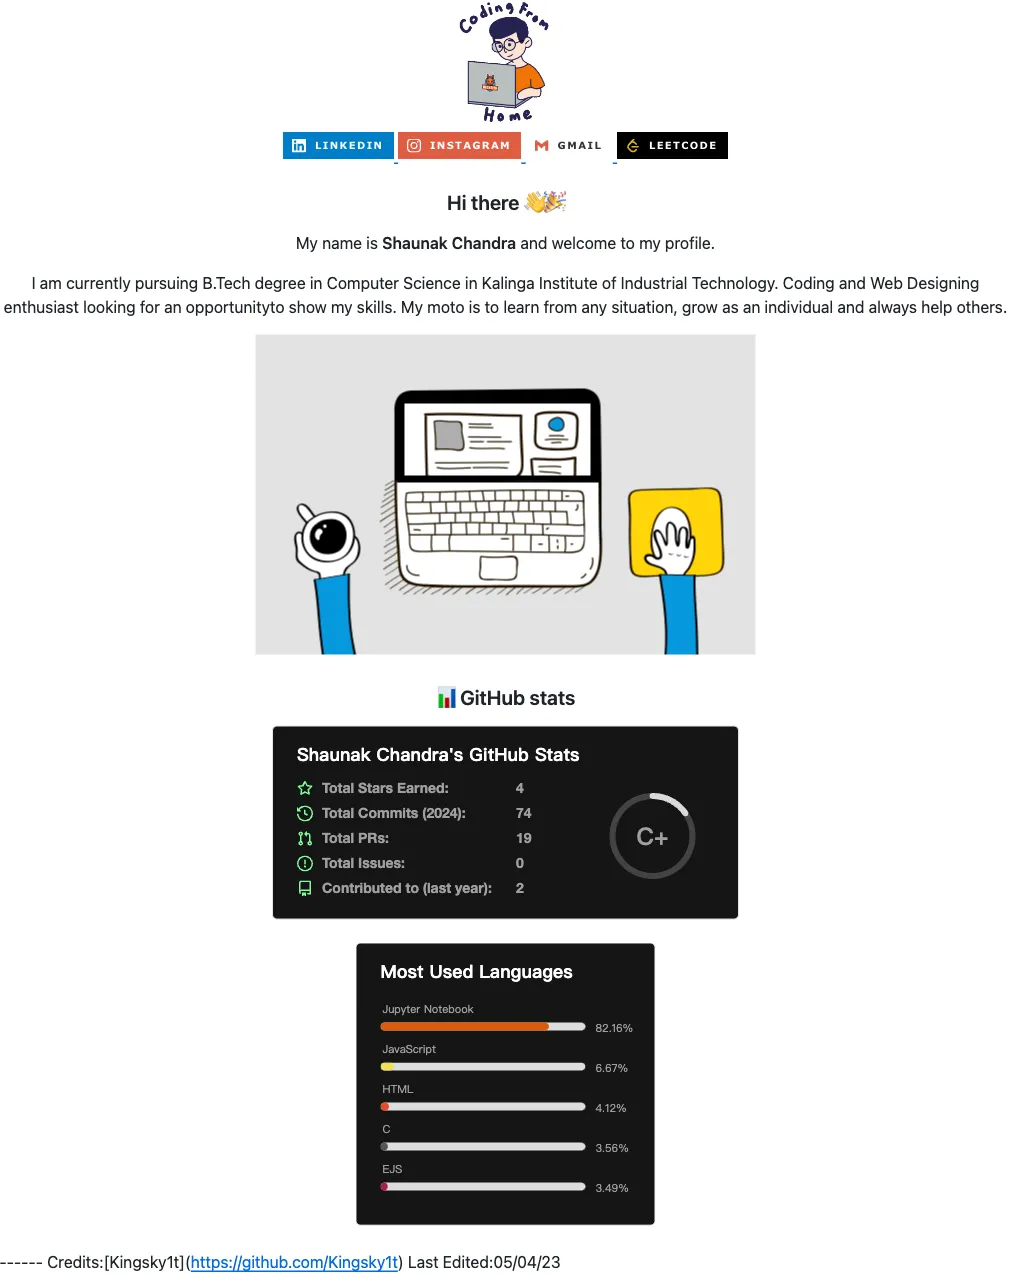 Coding From
Home
LINKEDIN INSTAGRAM GMAIL LEETCODE
Hi there 👋🎉
My name is Shaunak Chandra and welcome to my profile.
I am currently pursuing B.Tech degree in Computer Science in Kalinga Institute of Industrial Technology. Coding and Web Designing
enthusiast looking for an opportunityto show my skills. My moto is to learn from any situation, grow as an individual and always help others.
📊 GitHub stats
Shaunak Chandra's GitHub Stats
Total Stars Earned: 4
Total Commits (2024): 74
Total PRs: 19
Total Issues: 0
Contributed to (last year): 2
C+
Most Used Languages
Jupyter Notebook
82.16%
JavaScript
6.67%
HTML
4.12%
C
3.56%
EJS
3.49%
------ Credits:[Kingsky1t](https://github.com/Kingsky1t) Last Edited:05/04/23